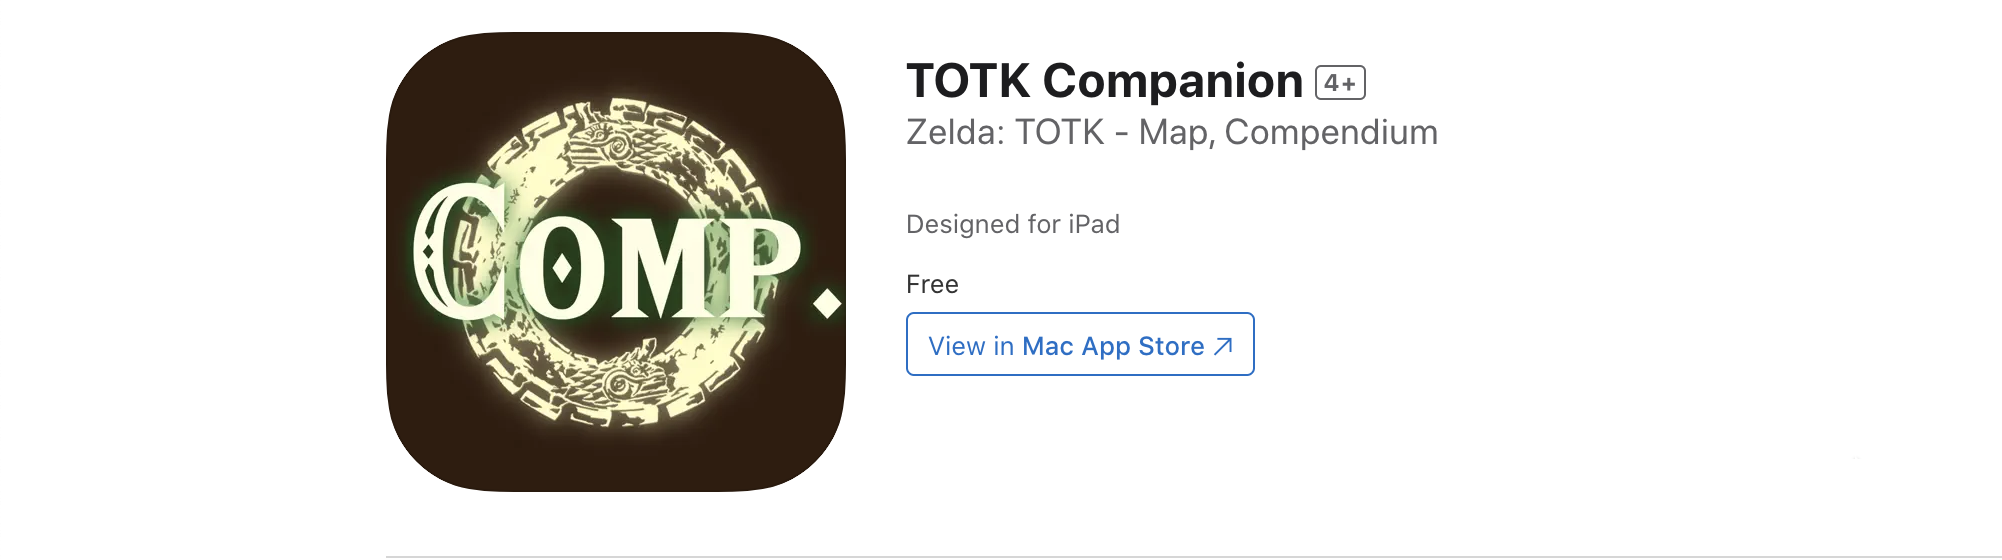 COMP.
TOTK Companion 4+
Zelda: TOTK - Map, Compendium
Designed for iPad
Free
View in Mac App Store ↗